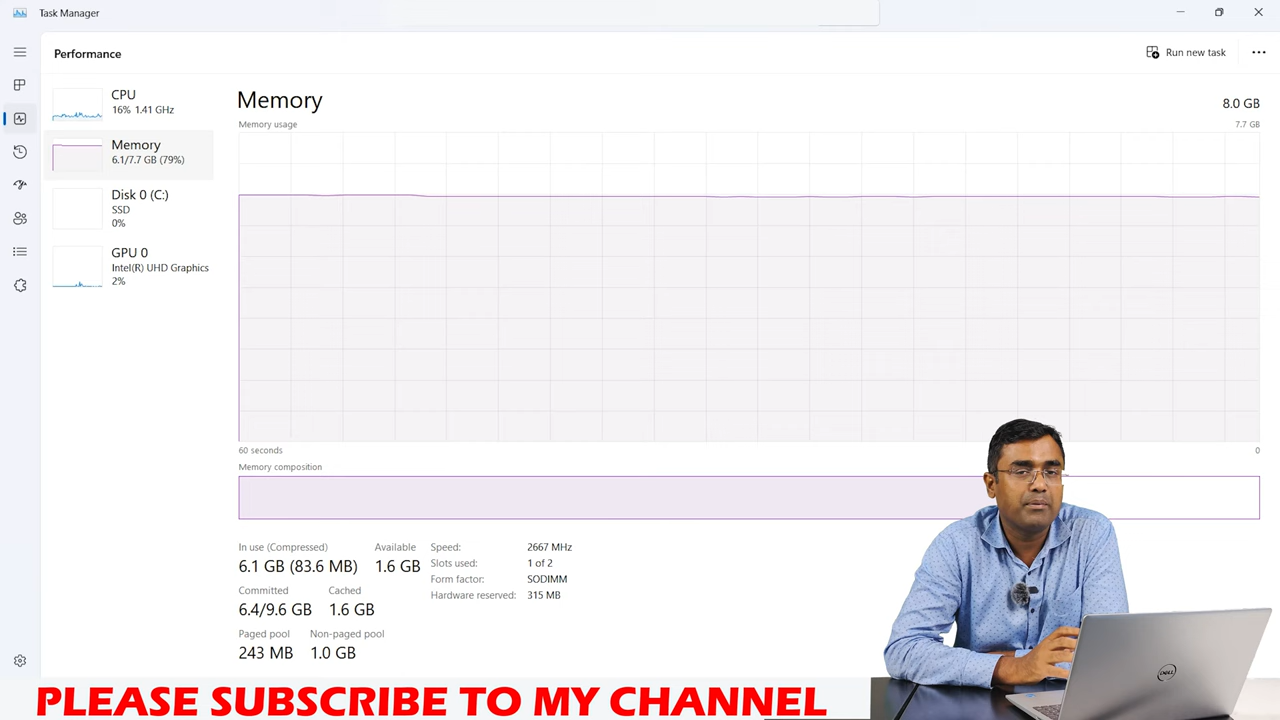 Task Manager
Performance
Run new task
CPU
16% 1.41 GHz
Memory
6.1/7.7 GB (79%)
Disk 0 (C:)
SSD
0%
GPU 0
Intel(R) UHD Graphics
2%
Memory
8.0 GB
Memory usage
7.7 GB
60 seconds
0
Memory composition
In use (Compressed)
6.1 GB (83.6 MB)
Available
1.6 GB
Committed
6.4/9.6 GB
Cached
1.6 GB
Paged pool
243 MB
Non-paged pool
1.0 GB
Speed: 2667 MHz
Slots used: 1 of 2
Form factor: SODIMM
Hardware reserved: 315 MB
DELL
PLEASE SUBSCRIBE TO MY CHANNEL